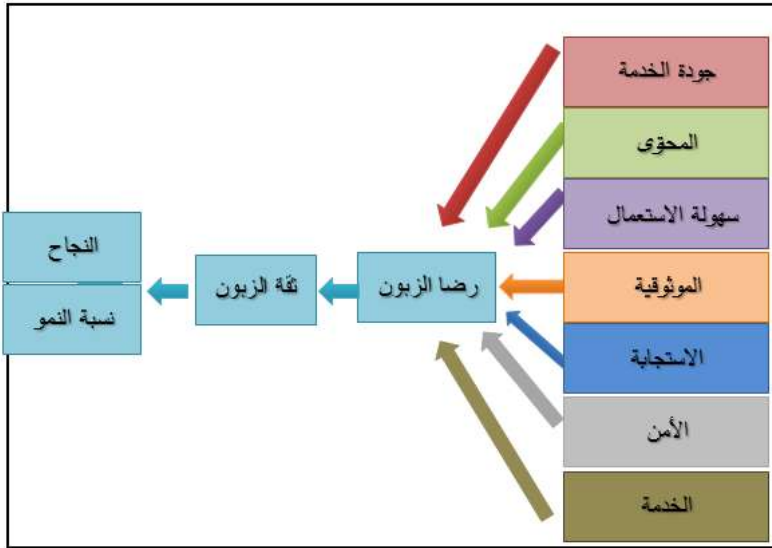 جودة الخدمة
المحتوى
سهولة الاستعمال
الموثوقية
الاستجابة
الأمن
الخدمة
رضا الزبون
ثقة الزبون
النجاح
نسبة النمو